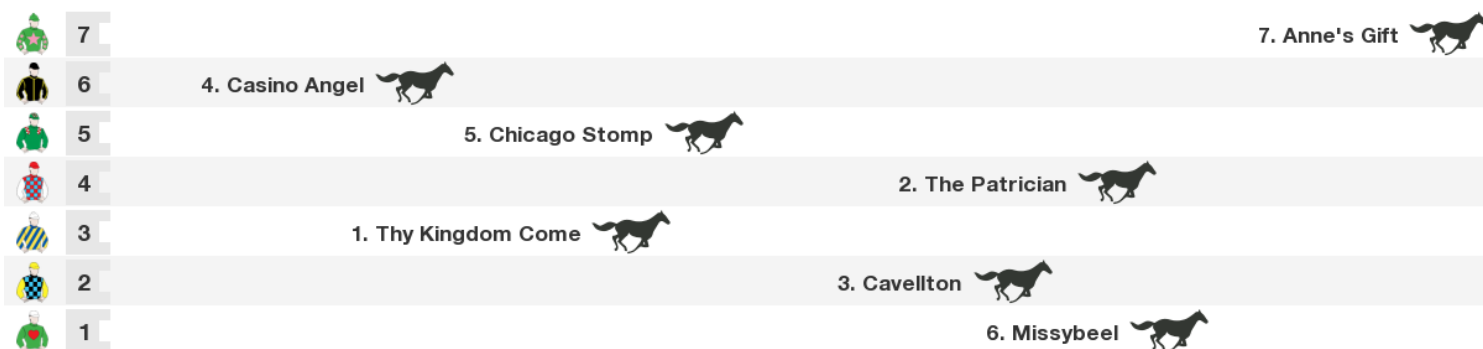 7 7. Anne's Gift
6 4. Casino Angel
5 5. Chicago Stomp
4 2. The Patrician
3 1. Thy Kingdom Come
2 3. Cavellton
1 6. Missybeel